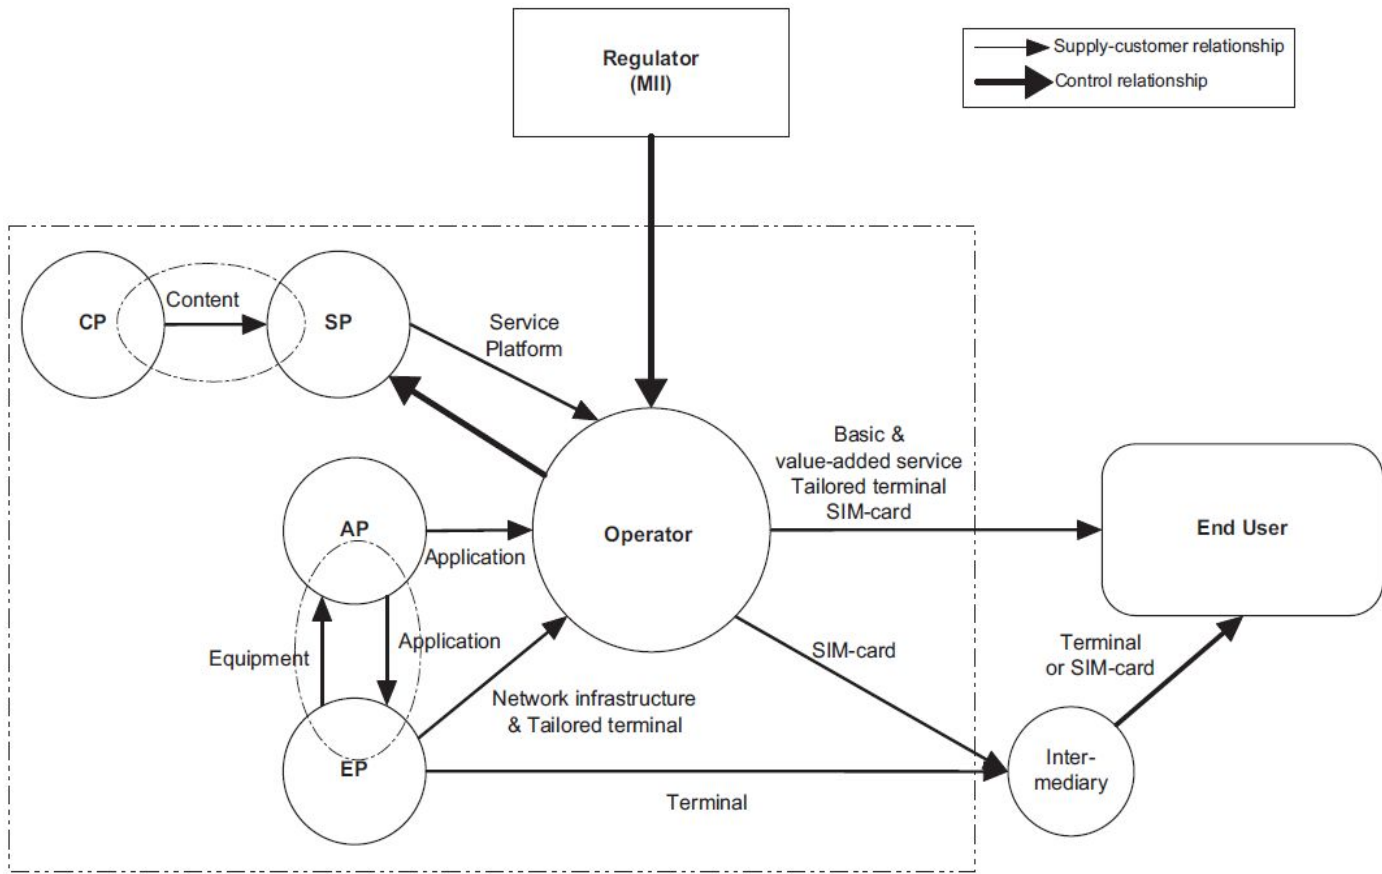 Regulator
(MII)
Supply-customer relationship
Control relationship
CP
Content
SP
Service
Platform
Basic &
value-added service
Tailored terminal
SIM-card
AP
Application
Operator
End User
Equipment
Application
SIM-card
Terminal
or SIM-card
Network infrastructure
& Tailored terminal
EP
Terminal
Inter-
mediary